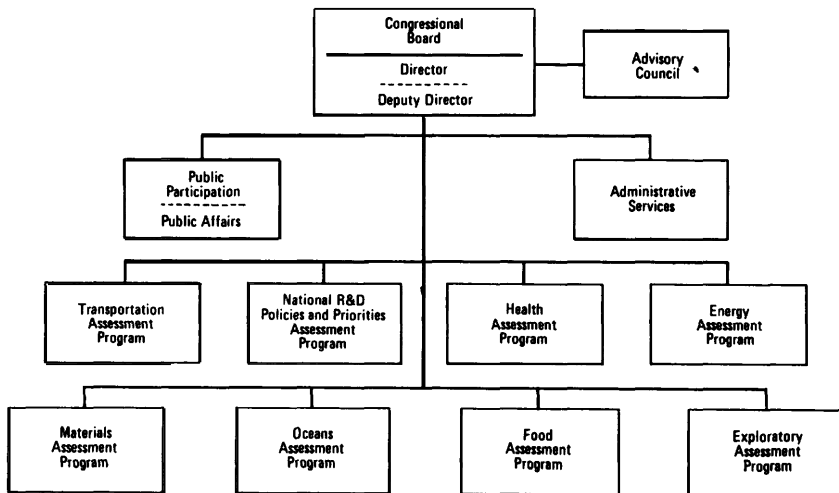 Congressional
Board
Director
Deputy Director
Advisory
Council
Public
Participation
Public Affairs
Administrative
Services
Transportation
Assessment
Program
National R&D
Policies and Priorities
Assessment
Program
Health
Assessment
Program
Energy
Assessment
Program
Materials
Assessment
Program
Oceans
Assessment
Program
Food
Assessment
Program
Exploratory
Assessment
Program